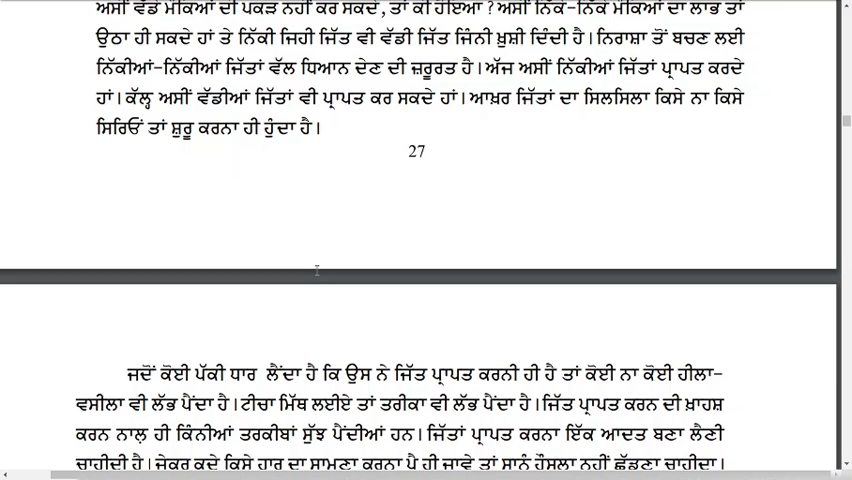 ਅਸੀਂ ਵੱਡੇ ਮੌਕਿਆਂ ਦੀ ਪਕੜ ਨਹੀਂ ਕਰ ਸਕਦੇ, ਤਾਂ ਕੀ ਹੋਇਆ ? ਅਸੀਂ ਨਿੱਕੇ-ਨਿੱਕੇ ਮੌਕਿਆਂ ਦਾ ਲਾਭ ਤਾਂ
ਉਠਾ ਹੀ ਸਕਦੇ ਹਾਂ ਤੇ ਨਿੱਕੀ ਜਿਹੀ ਜਿੱਤ ਵੀ ਵੱਡੀ ਜਿੱਤ ਜਿੰਨੀ ਖ਼ੁਸ਼ੀ ਦਿੰਦੀ ਹੈ। ਨਿਰਾਸ਼ਾ ਤੋਂ ਬਚਣ ਲਈ
ਨਿੱਕੀਆਂ-ਨਿੱਕੀਆਂ ਜਿੱਤਾਂ ਵੱਲ ਧਿਆਨ ਦੇਣ ਦੀ ਜ਼ਰੂਰਤ ਹੈ। ਅੱਜ ਅਸੀਂ ਨਿੱਕੀਆਂ ਜਿੱਤਾਂ ਪ੍ਰਾਪਤ ਕਰਦੇ
ਹਾਂ। ਕੱਲ੍ਹ ਅਸੀਂ ਵੱਡੀਆਂ ਜਿੱਤਾਂ ਵੀ ਪ੍ਰਾਪਤ ਕਰ ਸਕਦੇ ਹਾਂ। ਆਖ਼ਰ ਜਿੱਤਾਂ ਦਾ ਸਿਲਸਿਲਾ ਕਿਸੇ ਨਾ ਕਿਸੇ
ਸਿਰਿਓਂ ਤਾਂ ਸ਼ੁਰੂ ਕਰਨਾ ਹੀ ਹੁੰਦਾ ਹੈ।
27
ਜਦੋਂ ਕੋਈ ਪੱਕੀ ਧਾਰ ਲੈਂਦਾ ਹੈ ਕਿ ਉਸ ਨੇ ਜਿੱਤ ਪ੍ਰਾਪਤ ਕਰਨੀ ਹੀ ਹੈ ਤਾਂ ਕੋਈ ਨਾ ਕੋਈ ਹੀਲਾ-
ਵਸੀਲਾ ਵੀ ਲੱਭ ਪੈਂਦਾ ਹੈ। ਟੀਚਾ ਮਿੱਥ ਲਈਏ ਤਾਂ ਤਰੀਕਾ ਵੀ ਲੱਭ ਪੈਂਦਾ ਹੈ। ਜਿੱਤ ਪ੍ਰਾਪਤ ਕਰਨ ਦੀ ਖ਼ਾਹਸ਼
ਕਰਨ ਨਾਲ਼ ਹੀ ਕਿੰਨੀਆਂ ਤਰਕੀਬਾਂ ਸੁੱਝ ਪੈਂਦੀਆਂ ਹਨ। ਜਿੱਤਾਂ ਪ੍ਰਾਪਤ ਕਰਨਾ ਇੱਕ ਆਦਤ ਬਣਾ ਲੈਣੀ
ਚਾਹੀਦੀ ਹੈ। ਜੇਕਰ ਕਦੇ ਕਿਸੇ ਹਾਰ ਦਾ ਸਾਮਣਾ ਕਰਨਾ ਪੈ ਹੀ ਜਾਵੇ ਤਾਂ ਸਾਨੂੰ ਹੌਸਲਾ ਨਹੀਂ ਛੱਡਣਾ ਚਾਹੀਦਾ।